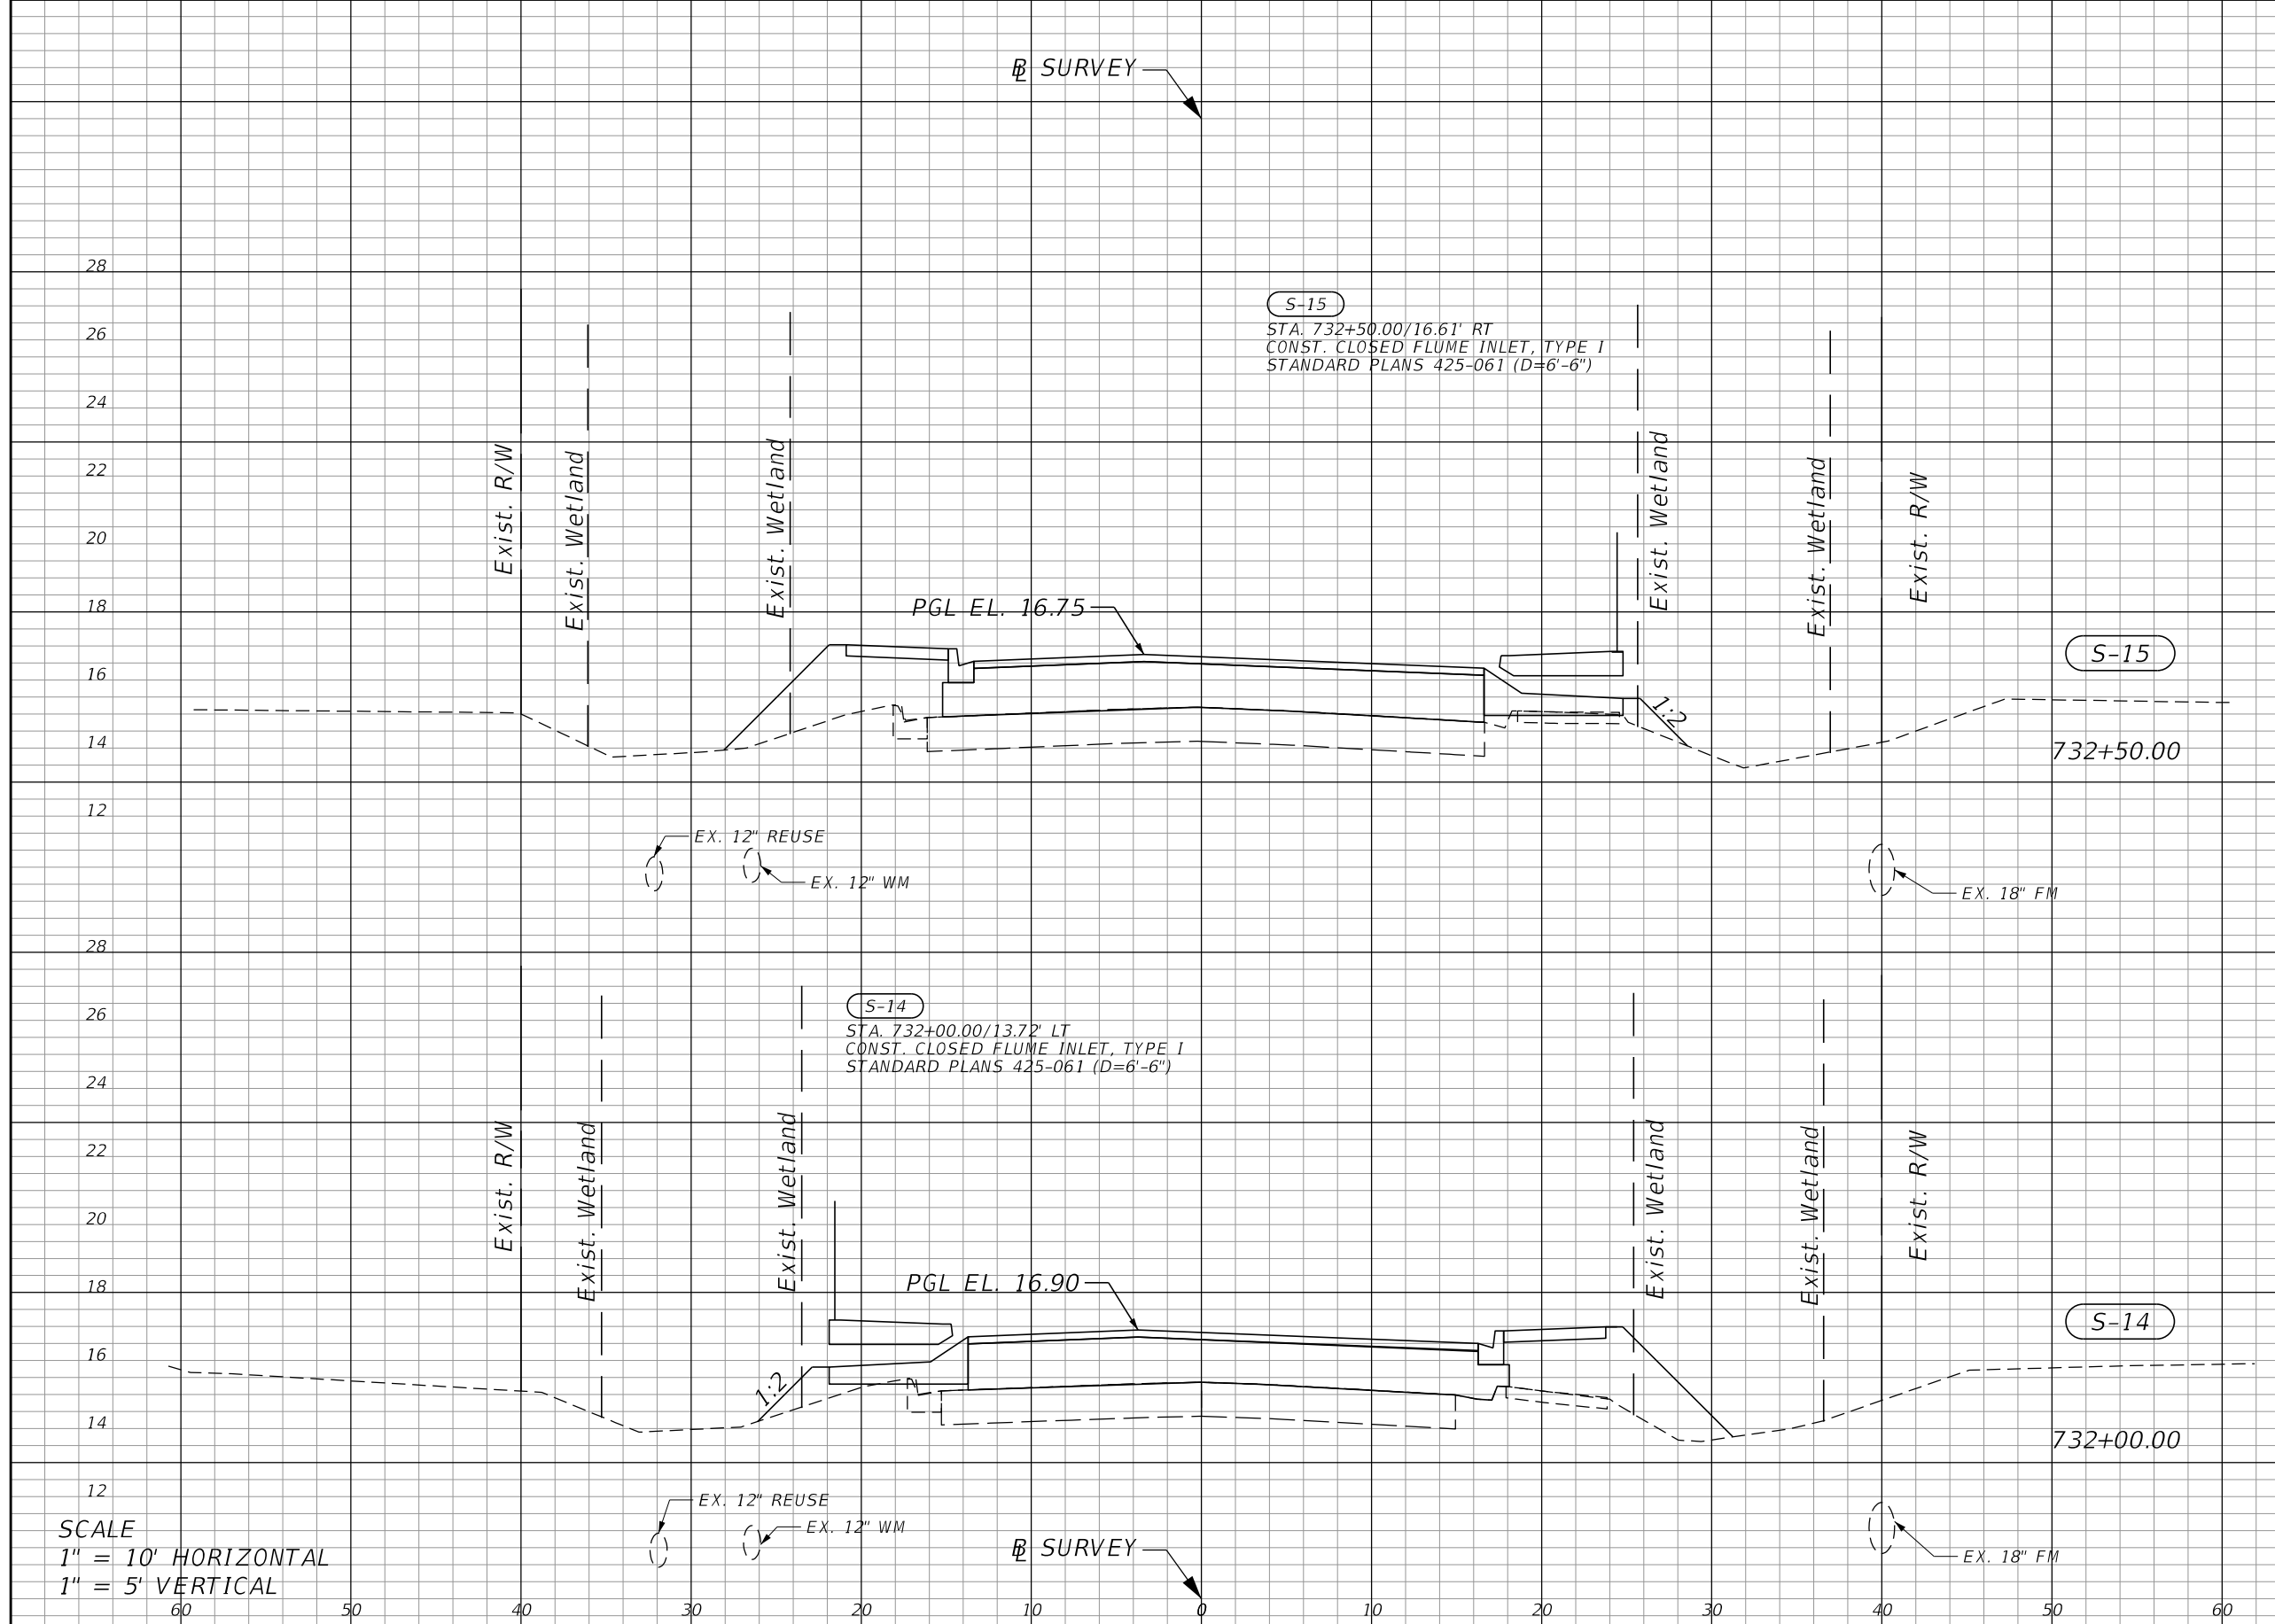 BL SURVEY
28
S-15
STA. 732+50.00/16.61' RT
CONST. CLOSED FLUME INLET, TYPE I
STANDARD PLANS 425-061 (D=6'-6")
26
24
22
20
18
16
14
12
Exist. R/W
Exist. Wetland
Exist. Wetland
Exist. Wetland
Exist. Wetland
Exist. R/W
PGL EL. 16.75
S-15
1:2
732+50.00
EX. 12" REUSE
EX. 12" WM
EX. 18" FM
28
S-14
STA. 732+00.00/13.72' LT
CONST. CLOSED FLUME INLET, TYPE I
STANDARD PLANS 425-061 (D=6'-6")
26
24
22
20
18
16
14
12
Exist. R/W
Exist. Wetland
Exist. Wetland
Exist. Wetland
Exist. Wetland
Exist. R/W
PGL EL. 16.90
S-14
1:2
732+00.00
EX. 12" REUSE
EX. 12" WM
BL SURVEY
EX. 18" FM
SCALE
1" = 10' HORIZONTAL
1" = 5' VERTICAL
60 50 40 30 20 10 0 10 20 30 40 50 60